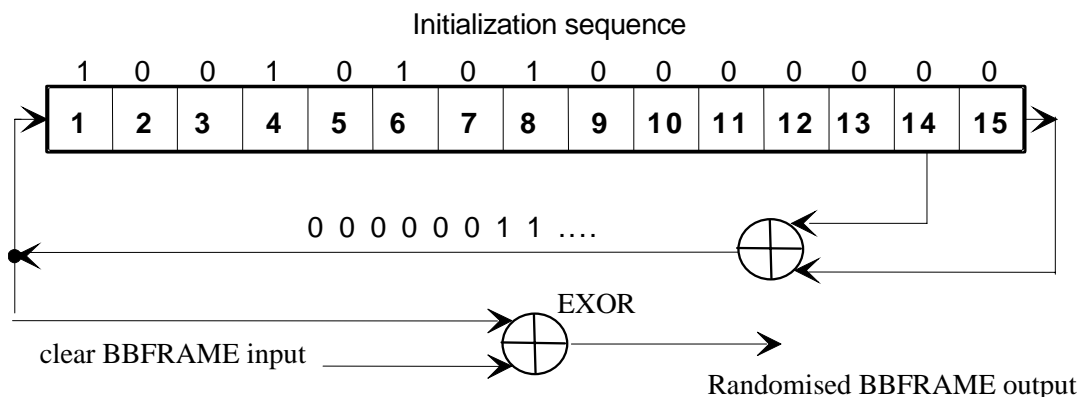 Initialization sequence
1 0 0 1 0 1 0 1 0 0 0 0 0 0 0
1 2 3 4 5 6 7 8 9 10 11 12 13 14 15
0 0 0 0 0 0 1 1 ....
EXOR
clear BBFRAME input
Randomised BBFRAME output